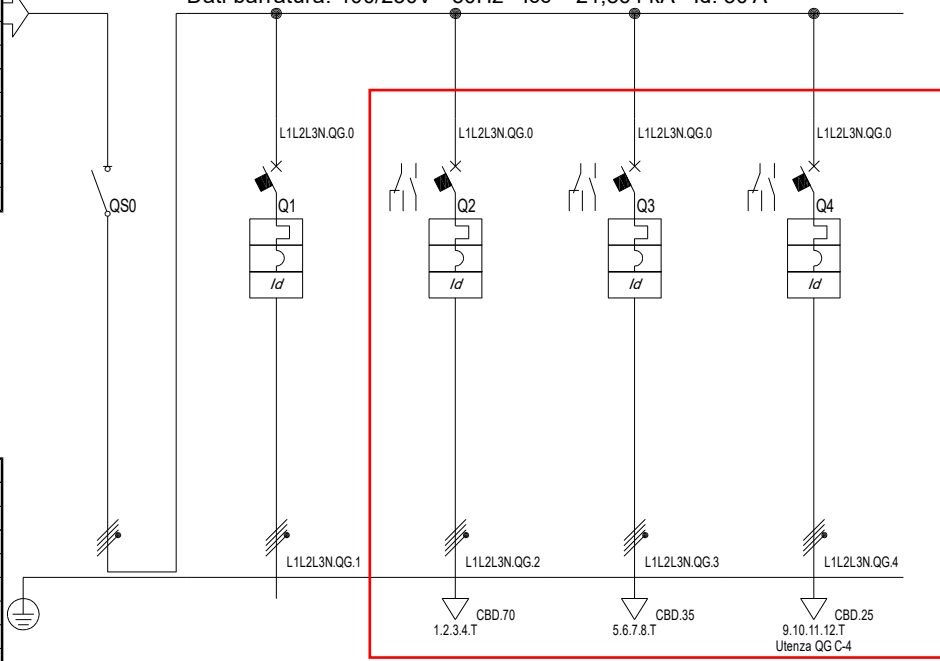 L1L2L3N.QG.0 L1L2L3N.QG.0 L1L2L3N.QG.0 L1L2L3N.QG.0
QS0 Q1 Q2 Q3 Q4
Id Id Id Id
L1L2L3N.QG.1 L1L2L3N.QG.2 L1L2L3N.QG.3 L1L2L3N.QG.4
CBD.70 CBD.35 CBD.25
1.2.3.4.T 5.6.7.8.T 9.10.11.12.T
Utenza QG C-4